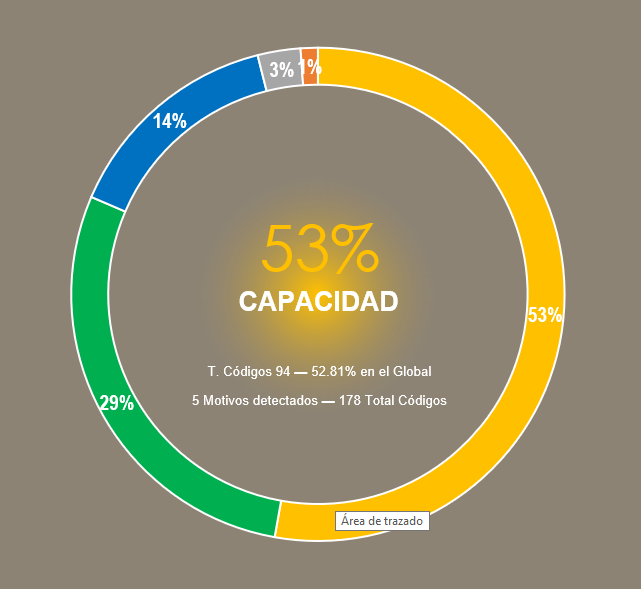 3%
1%
14%
53%
CAPACIDAD
53%
T. Códigos 94 — 52.81% en el Global
5 Motivos detectados — 178 Total Códigos
29%
Área de trazado